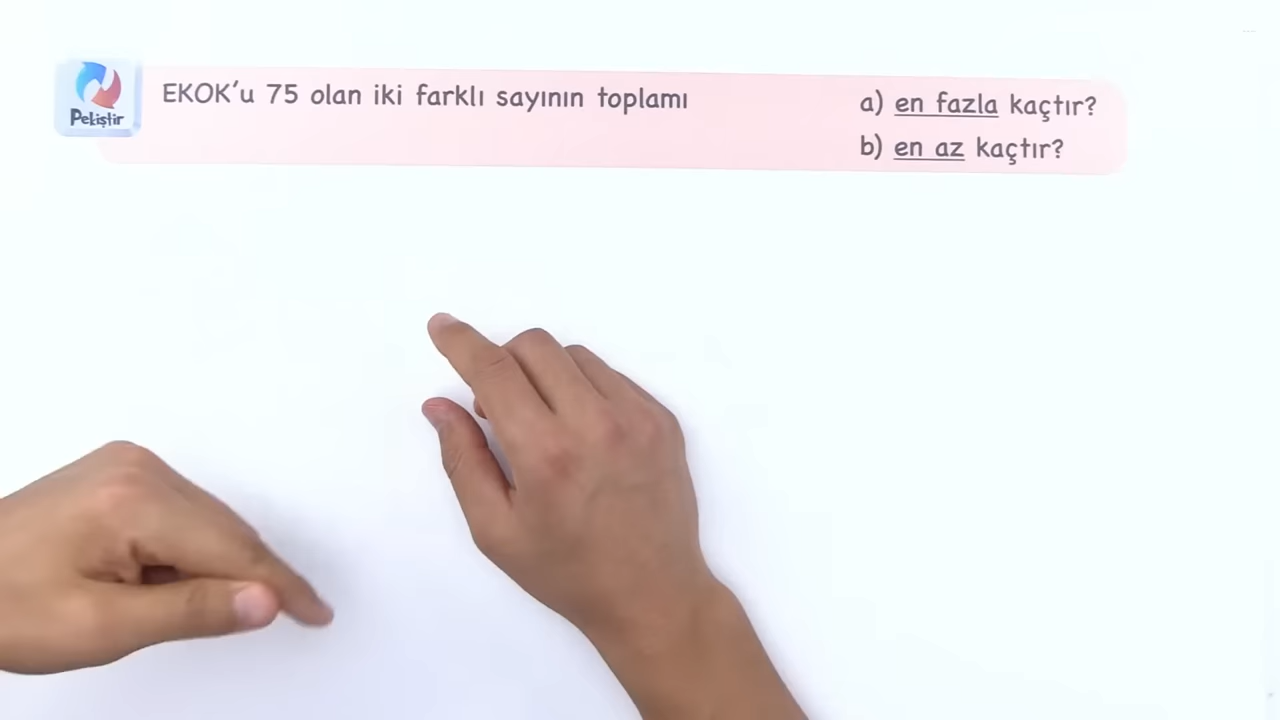 Pekiştir
EKOK'u 75 olan iki farklı sayının toplamı
a) en fazla kaçtır?
b) en az kaçtır?